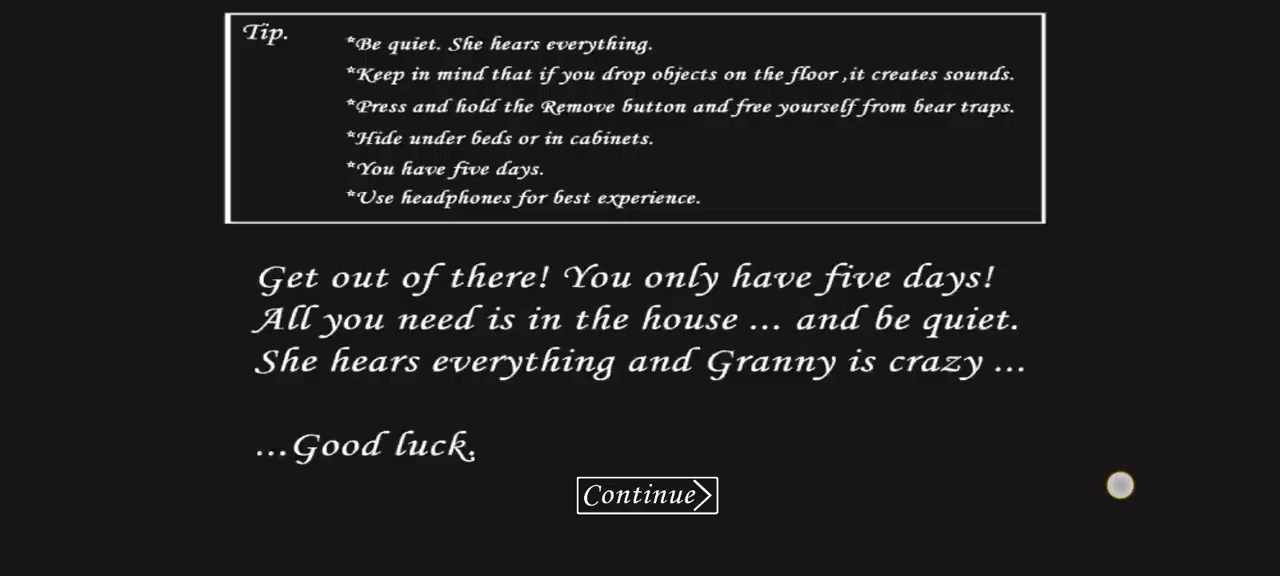 Tip.
*Be quiet. She hears everything.
*Keep in mind that if you drop objects on the floor ,it creates sounds.
*Press and hold the Remove button and free yourself from bear traps.
*Hide under beds or in cabinets.
*You have five days.
*Use headphones for best experience.
Get out of there! You only have five days!
All you need is in the house ... and be quiet.
She hears everything and Granny is crazy ...
...Good luck.
Continue>